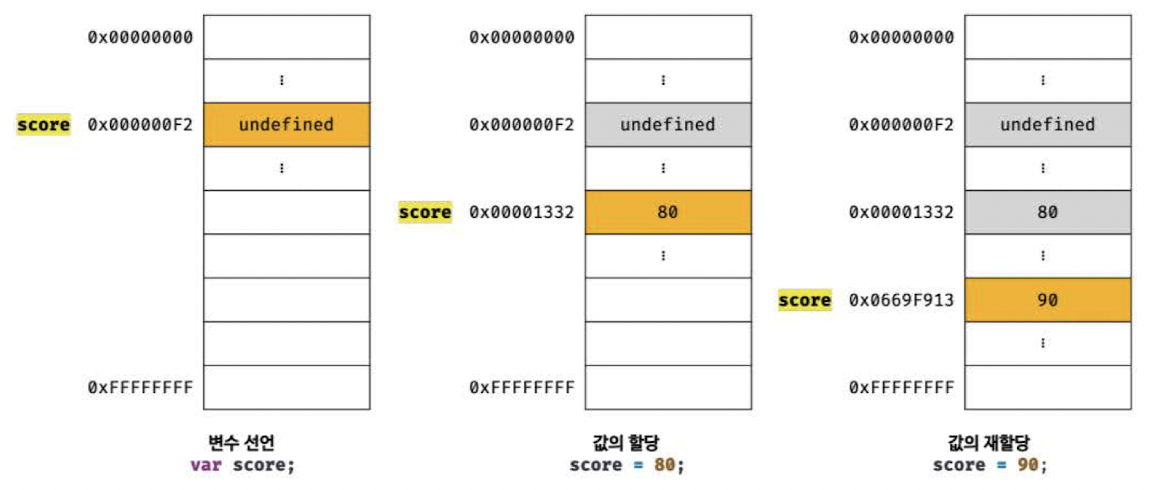 0x00000000
⋮
score 0x000000F2 undefined
⋮
0xFFFFFFFF
변수 선언
var score;
0x00000000
⋮
0x000000F2 undefined
⋮
score 0x00001332 80
⋮
0xFFFFFFFF
값의 할당
score = 80;
0x00000000
⋮
0x000000F2 undefined
⋮
0x00001332 80
⋮
score 0x0669F913 90
⋮
0xFFFFFFFF
값의 재할당
score = 90;